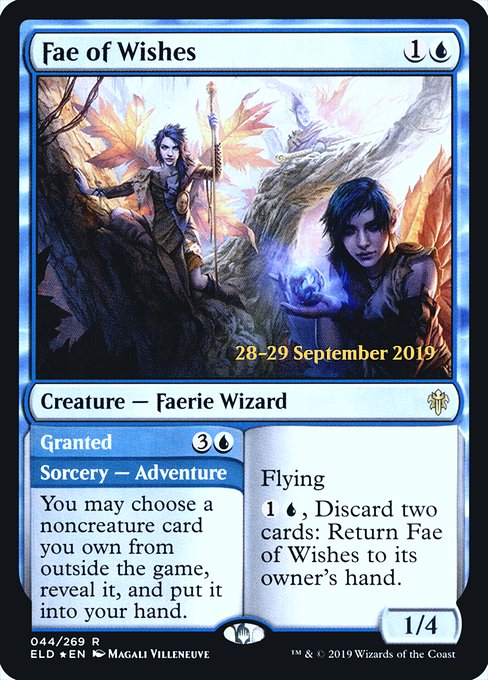 Fae of Wishes 1
28–29 September 2019
Creature — Faerie Wizard
Granted 3
Sorcery — Adventure
You may choose a
noncreature card
you own from
outside the game,
reveal it, and put it
into your hand.
Flying
1 , Discard two
cards: Return Fae
of Wishes to its
owner's hand.
1/4
044/269 R
ELD ★ EN Magali Villeneuve
™ & © 2019 Wizards of the Coast